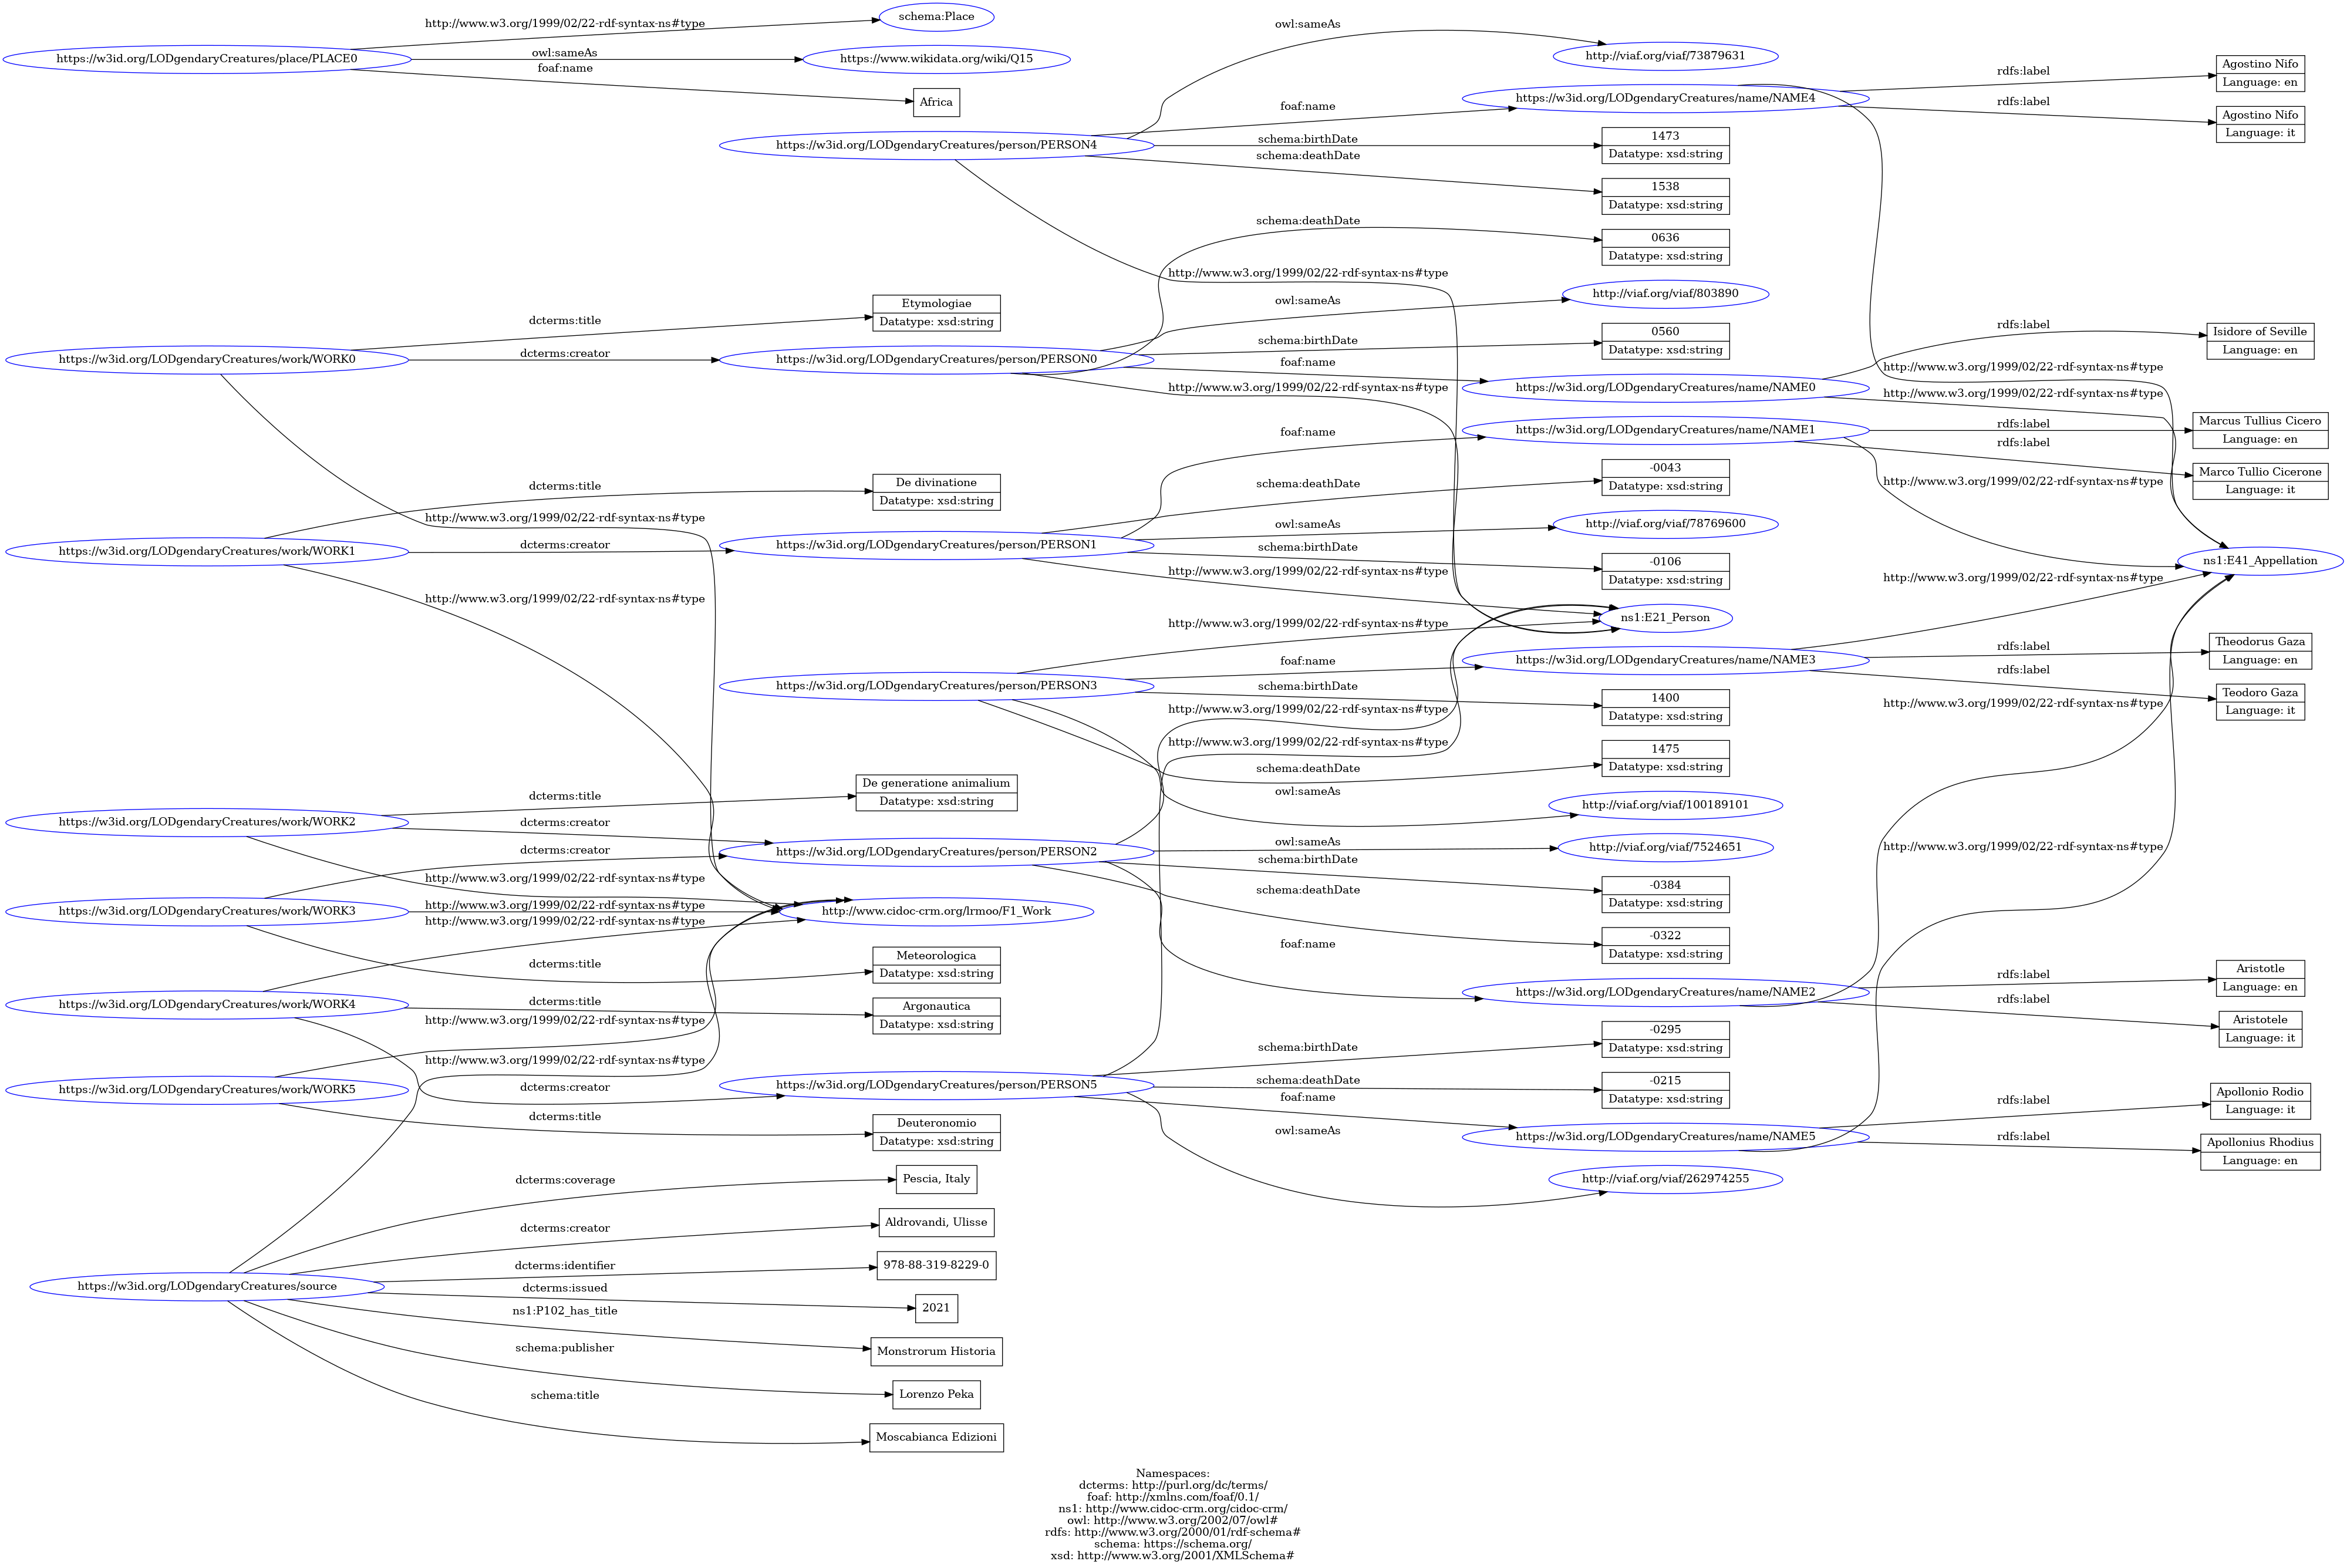 http://www.w3.org/1999/02/22-rdf-syntax-ns#type
schema:Place
https://w3id.org/LODgendaryCreatures/place/PLACE0
owl:sameAs
https://www.wikidata.org/wiki/Q15
foaf:name
Africa
owl:sameAs
http://viaf.org/viaf/73879631
https://w3id.org/LODgendaryCreatures/person/PERSON4
foaf:name
https://w3id.org/LODgendaryCreatures/name/NAME4
rdfs:label
Agostino Nifo
Language: en
rdfs:label
Agostino Nifo
Language: it
schema:birthDate
1473
Datatype: xsd:string
schema:deathDate
1538
Datatype: xsd:string
http://www.w3.org/1999/02/22-rdf-syntax-ns#type
schema:deathDate
0636
Datatype: xsd:string
https://w3id.org/LODgendaryCreatures/work/WORK0
dcterms:title
Etymologiae
Datatype: xsd:string
dcterms:creator
https://w3id.org/LODgendaryCreatures/person/PERSON0
owl:sameAs
http://viaf.org/viaf/803890
schema:birthDate
0560
Datatype: xsd:string
foaf:name
https://w3id.org/LODgendaryCreatures/name/NAME0
rdfs:label
Isidore of Seville
Language: en
http://www.w3.org/1999/02/22-rdf-syntax-ns#type
http://www.w3.org/1999/02/22-rdf-syntax-ns#type
http://www.w3.org/1999/02/22-rdf-syntax-ns#type
foaf:name
https://w3id.org/LODgendaryCreatures/name/NAME1
rdfs:label
Marcus Tullius Cicero
Language: en
rdfs:label
Marco Tullio Cicerone
Language: it
http://www.w3.org/1999/02/22-rdf-syntax-ns#type
dcterms:title
De divinatione
Datatype: xsd:string
http://www.w3.org/1999/02/22-rdf-syntax-ns#type
https://w3id.org/LODgendaryCreatures/work/WORK1
dcterms:creator
https://w3id.org/LODgendaryCreatures/person/PERSON1
schema:deathDate
-0043
Datatype: xsd:string
owl:sameAs
http://viaf.org/viaf/78769600
schema:birthDate
-0106
Datatype: xsd:string
http://www.w3.org/1999/02/22-rdf-syntax-ns#type
ns1:E41_Appellation
http://www.w3.org/1999/02/22-rdf-syntax-ns#type
http://www.w3.org/1999/02/22-rdf-syntax-ns#type
http://www.w3.org/1999/02/22-rdf-syntax-ns#type
ns1:E21_Person
https://w3id.org/LODgendaryCreatures/person/PERSON3
foaf:name
https://w3id.org/LODgendaryCreatures/name/NAME3
rdfs:label
Theodorus Gaza
Language: en
rdfs:label
Teodoro Gaza
Language: it
schema:birthDate
1400
Datatype: xsd:string
http://www.w3.org/1999/02/22-rdf-syntax-ns#type
http://www.w3.org/1999/02/22-rdf-syntax-ns#type
http://www.w3.org/1999/02/22-rdf-syntax-ns#type
schema:deathDate
1475
Datatype: xsd:string
owl:sameAs
http://viaf.org/viaf/100189101
https://w3id.org/LODgendaryCreatures/work/WORK2
dcterms:title
De generatione animalium
Datatype: xsd:string
dcterms:creator
https://w3id.org/LODgendaryCreatures/person/PERSON2
owl:sameAs
http://viaf.org/viaf/7524651
http://www.w3.org/1999/02/22-rdf-syntax-ns#type
dcterms:creator
schema:birthDate
-0384
Datatype: xsd:string
schema:deathDate
-0322
Datatype: xsd:string
http://www.w3.org/1999/02/22-rdf-syntax-ns#type
https://w3id.org/LODgendaryCreatures/work/WORK3
http://www.w3.org/1999/02/22-rdf-syntax-ns#type
http://www.cidoc-crm.org/lrmoo/F1_Work
http://www.w3.org/1999/02/22-rdf-syntax-ns#type
foaf:name
https://w3id.org/LODgendaryCreatures/name/NAME2
rdfs:label
Aristotle
Language: en
rdfs:label
Aristotele
Language: it
dcterms:title
Meteorologica
Datatype: xsd:string
https://w3id.org/LODgendaryCreatures/work/WORK4
dcterms:title
Argonautica
Datatype: xsd:string
http://www.w3.org/1999/02/22-rdf-syntax-ns#type
http://www.w3.org/1999/02/22-rdf-syntax-ns#type
https://w3id.org/LODgendaryCreatures/work/WORK5
dcterms:creator
https://w3id.org/LODgendaryCreatures/person/PERSON5
schema:birthDate
-0295
Datatype: xsd:string
schema:deathDate
-0215
Datatype: xsd:string
foaf:name
https://w3id.org/LODgendaryCreatures/name/NAME5
rdfs:label
Apollonio Rodio
Language: it
rdfs:label
Apollonius Rhodius
Language: en
owl:sameAs
http://viaf.org/viaf/262974255
dcterms:title
Deuteronomio
Datatype: xsd:string
https://w3id.org/LODgendaryCreatures/source
dcterms:coverage
Pescia, Italy
dcterms:creator
Aldrovandi, Ulisse
dcterms:identifier
978-88-319-8229-0
dcterms:issued
2021
ns1:P102_has_title
Monstrorum Historia
schema:publisher
Lorenzo Peka
schema:title
Moscabianca Edizioni
Namespaces:
dcterms: http://purl.org/dc/terms/
foaf: http://xmlns.com/foaf/0.1/
ns1: http://www.cidoc-crm.org/cidoc-crm/
owl: http://www.w3.org/2002/07/owl#
rdfs: http://www.w3.org/2000/01/rdf-schema#
schema: https://schema.org/
xsd: http://www.w3.org/2001/XMLSchema#